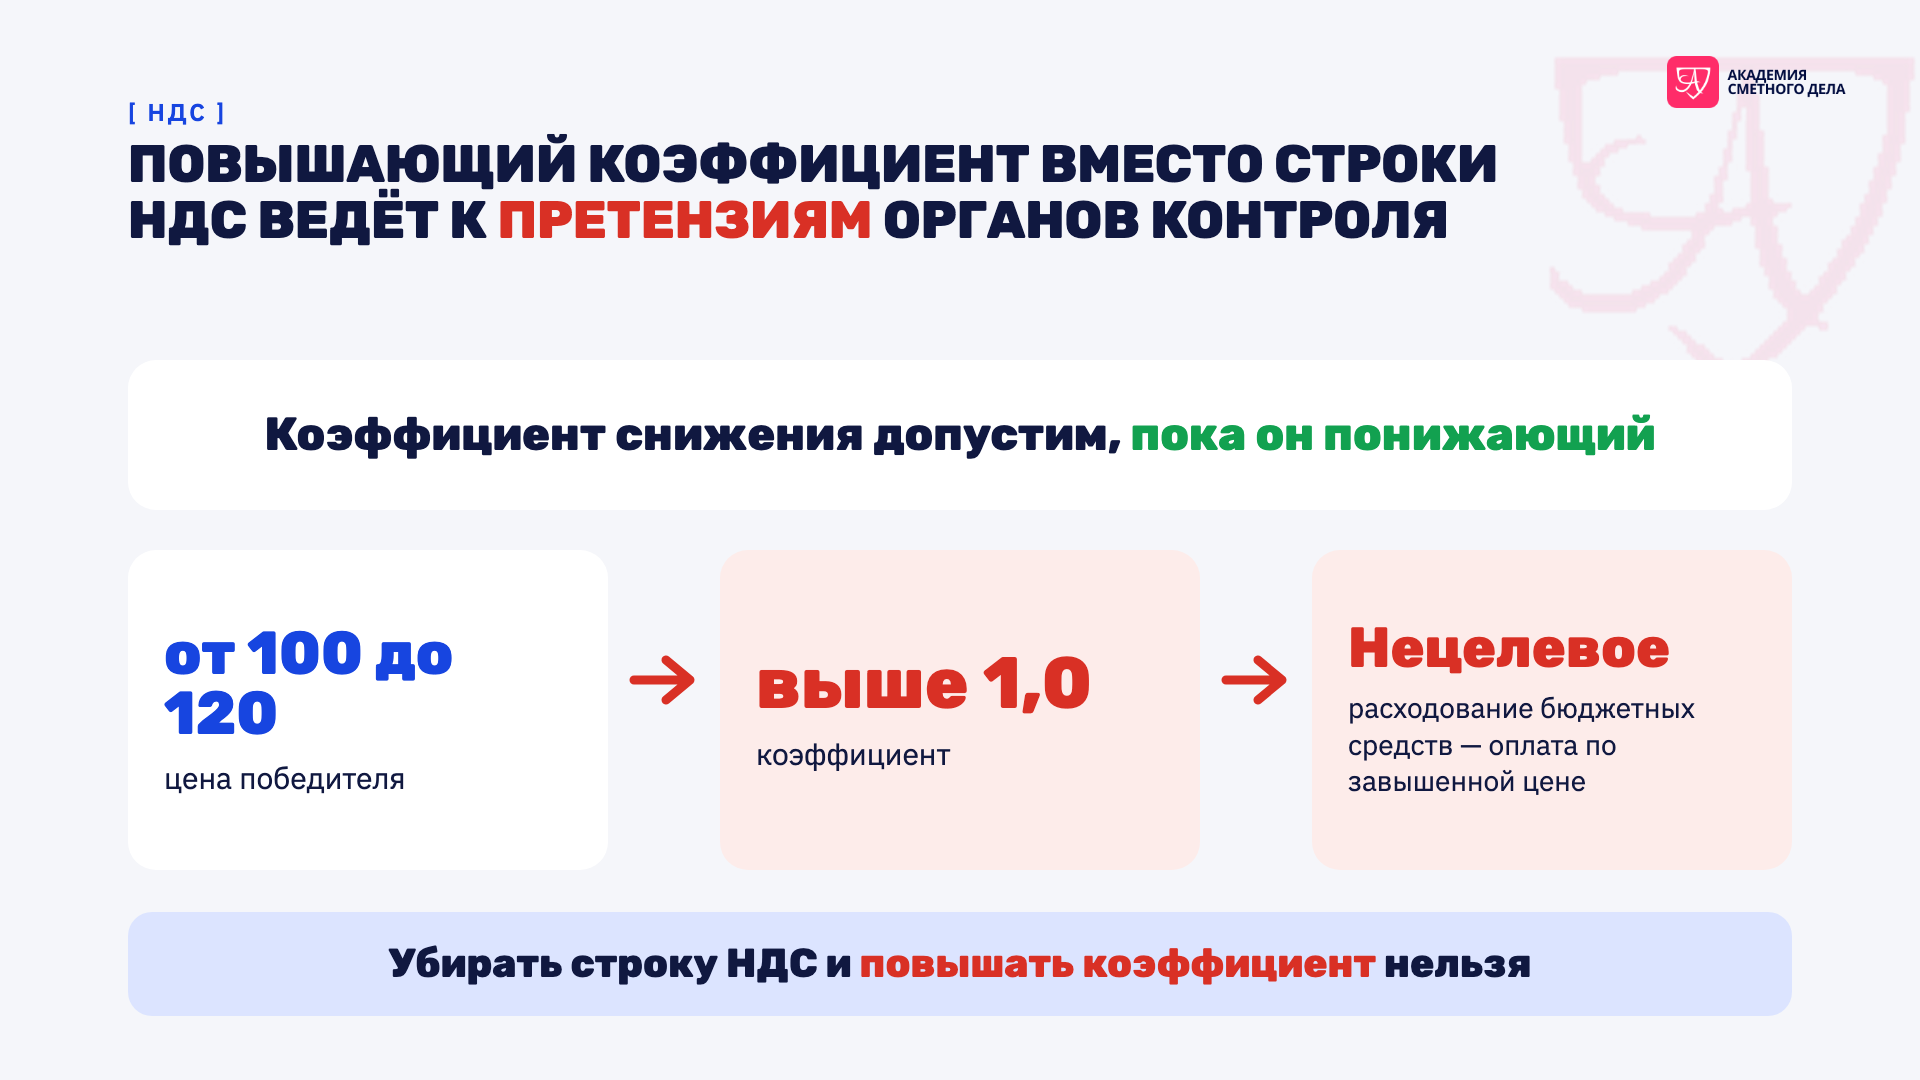 [ НДС ]
ПОВЫШАЮЩИЙ КОЭФФИЦИЕНТ ВМЕСТО СТРОКИ
НДС ВЕДЁТ К ПРЕТЕНЗИЯМ ОРГАНОВ КОНТРОЛЯ
АКАДЕМИЯ
СМЕТНОГО ДЕЛА
Коэффициент снижения допустим, пока он понижающий
от 100 до
120
цена победителя
выше 1,0
коэффициент
Нецелевое
расходование бюджетных
средств — оплата по
завышенной цене
Убирать строку НДС и повышать коэффициент нельзя